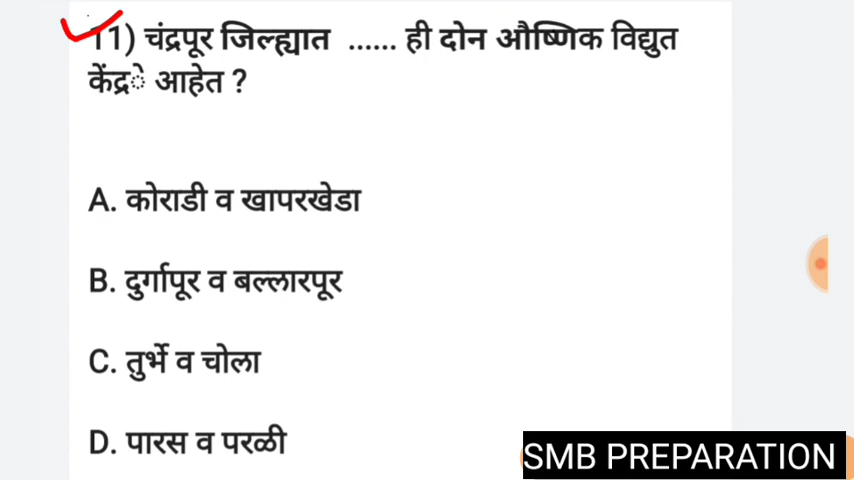 11) चंद्रपूर जिल्ह्यात ...... ही दोन औष्णिक विद्युत
केंद्र​े आहेत ?
A. कोराडी व खापरखेडा
B. दुर्गापूर व बल्लारपूर
C. तुर्भे व चोला
D. पारस व परळी
SMB PREPARATION